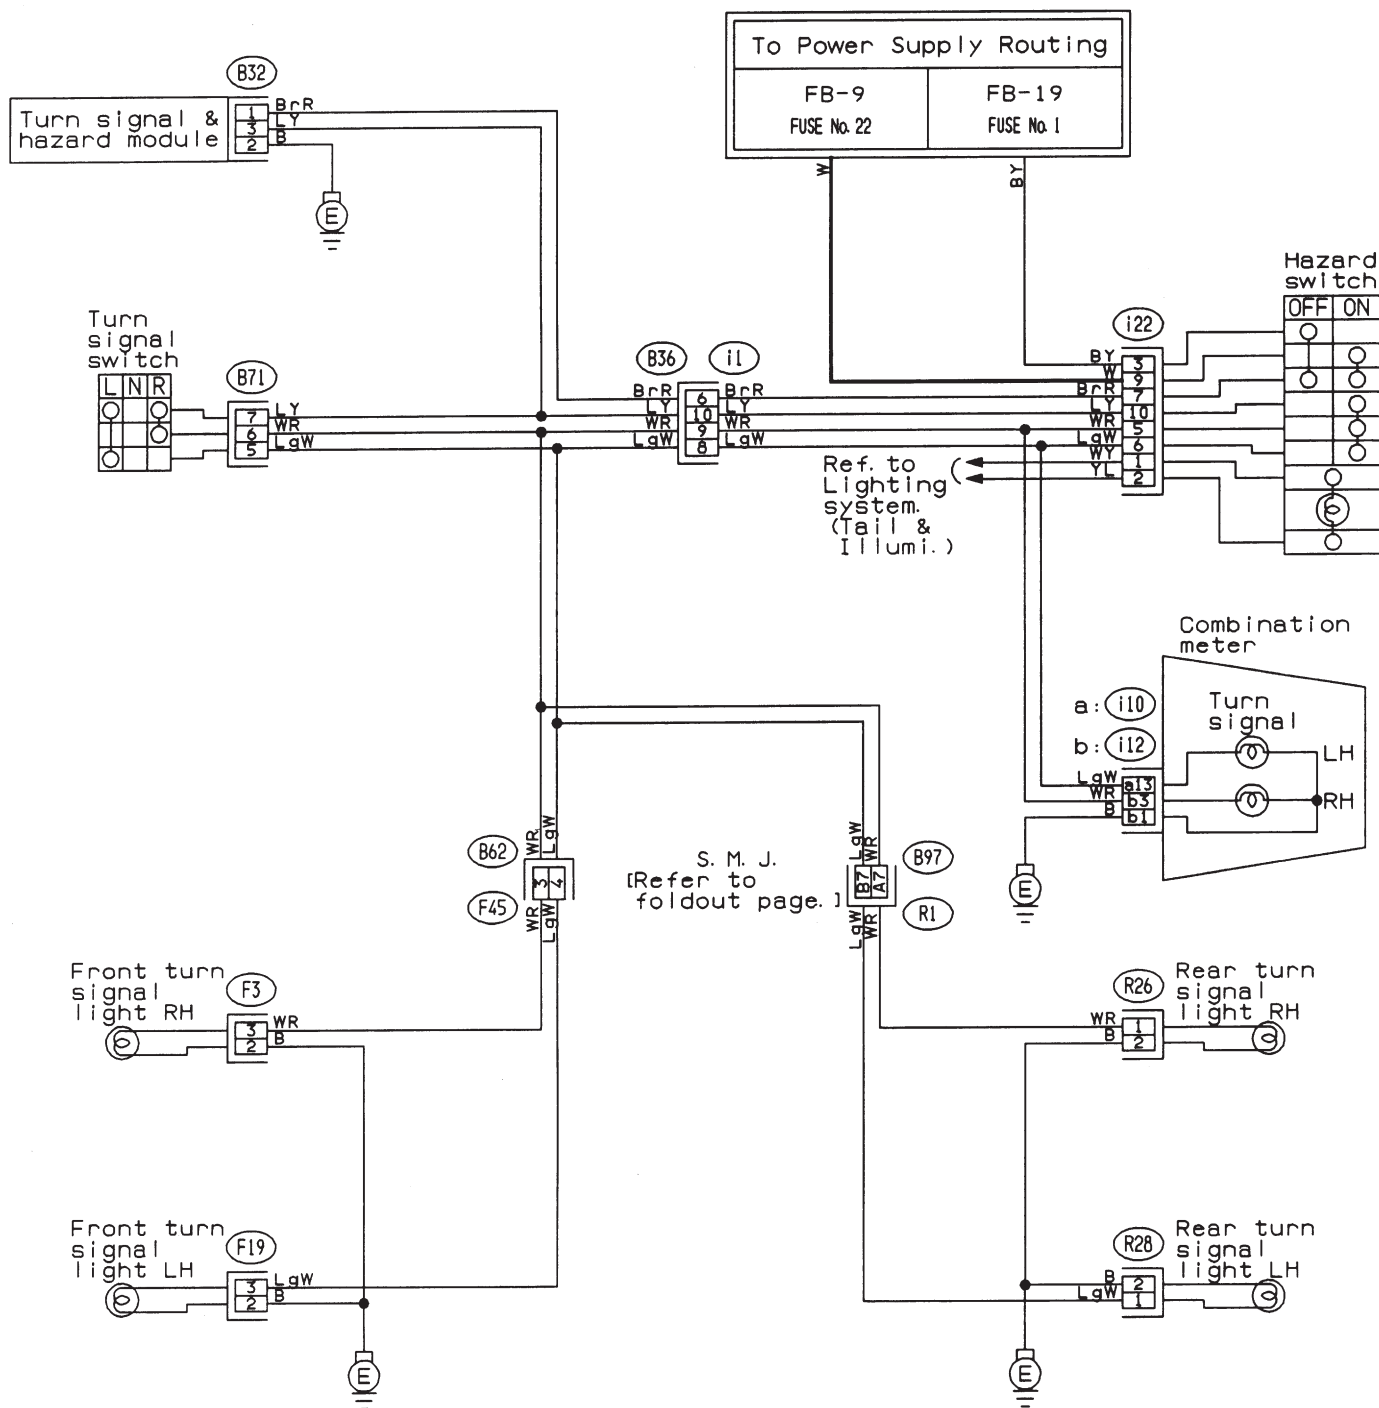 To Power Supply Routing
FB-9
FB-19
FUSE No. 22
FUSE No. 1
W
BY
B32
Turn signal &
hazard module
1
3
2
BrR
LY
B
E
Turn
signal
switch
L N R
B71
7
6
5
LY
WR
LgW
B36
i1
BrR
LY
WR
LgW
6
10
9
8
BrR
LY
WR
LgW
i22
BY
W
BrR
LY
WR
LgW
WY
YL
3
9
7
10
5
6
1
2
Hazard
switch
OFF ON
Ref. to
Lighting
system.
(Tail &
Illumi.)
Combination
meter
Turn
signal
LH
RH
a: i10
b: i12
LgW
WR
B
a13
b3
b1
E
B62
F45
WR
LgW
3
4
WR
LgW
S. M. J.
[Refer to
foldout page.]
LgW
WR
B7
A7
LgW
WR
B97
R1
Front turn
signal
light RH
F3
3
2
WR
B
Rear turn
signal
light RH
R26
WR
B
1
2
Front turn
signal
light LH
F19
3
2
LgW
B
E
Rear turn
signal
light LH
R28
B
LgW
2
1
E